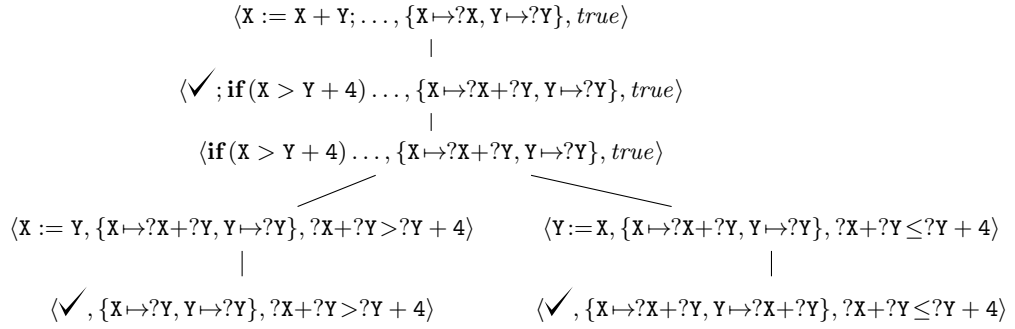 ⟨X := X + Y; . . . , {X↦?X, Y↦?Y}, true⟩
⟨✓; if (X > Y + 4) . . . , {X↦?X+?Y, Y↦?Y}, true⟩
⟨if (X > Y + 4) . . . , {X↦?X+?Y, Y↦?Y}, true⟩
⟨X := Y, {X↦?X+?Y, Y↦?Y}, ?X+?Y>?Y + 4⟩
⟨Y:=X, {X↦?X+?Y, Y↦?Y}, ?X+?Y≤?Y + 4⟩
⟨✓, {X↦?Y, Y↦?Y}, ?X+?Y>?Y + 4⟩
⟨✓, {X↦?X+?Y, Y↦?X+?Y}, ?X+?Y≤?Y + 4⟩